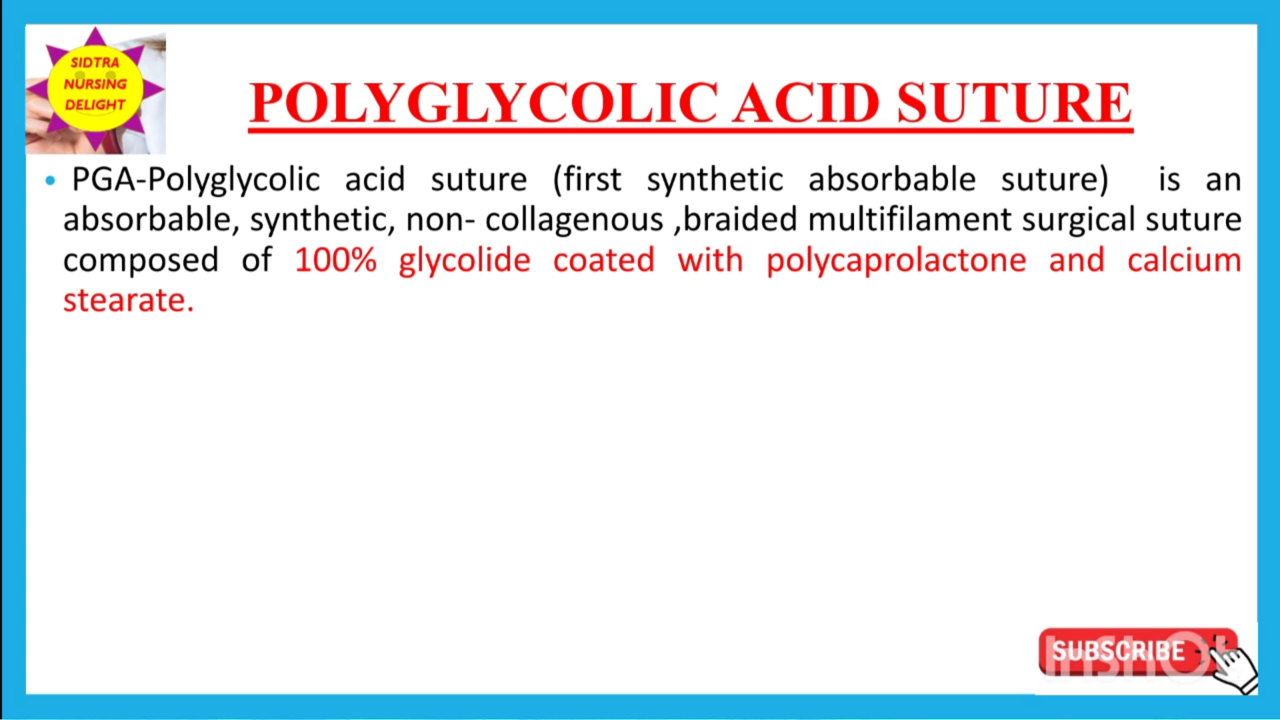 SIDTRA
NURSING
DELIGHT
POLYGLYCOLIC ACID SUTURE
• PGA-Polyglycolic acid suture (first synthetic absorbable suture) is an
absorbable, synthetic, non- collagenous ,braided multifilament surgical suture
composed of 100% glycolide coated with polycaprolactone and calcium
stearate.
SUBSCRIBE
InShOt